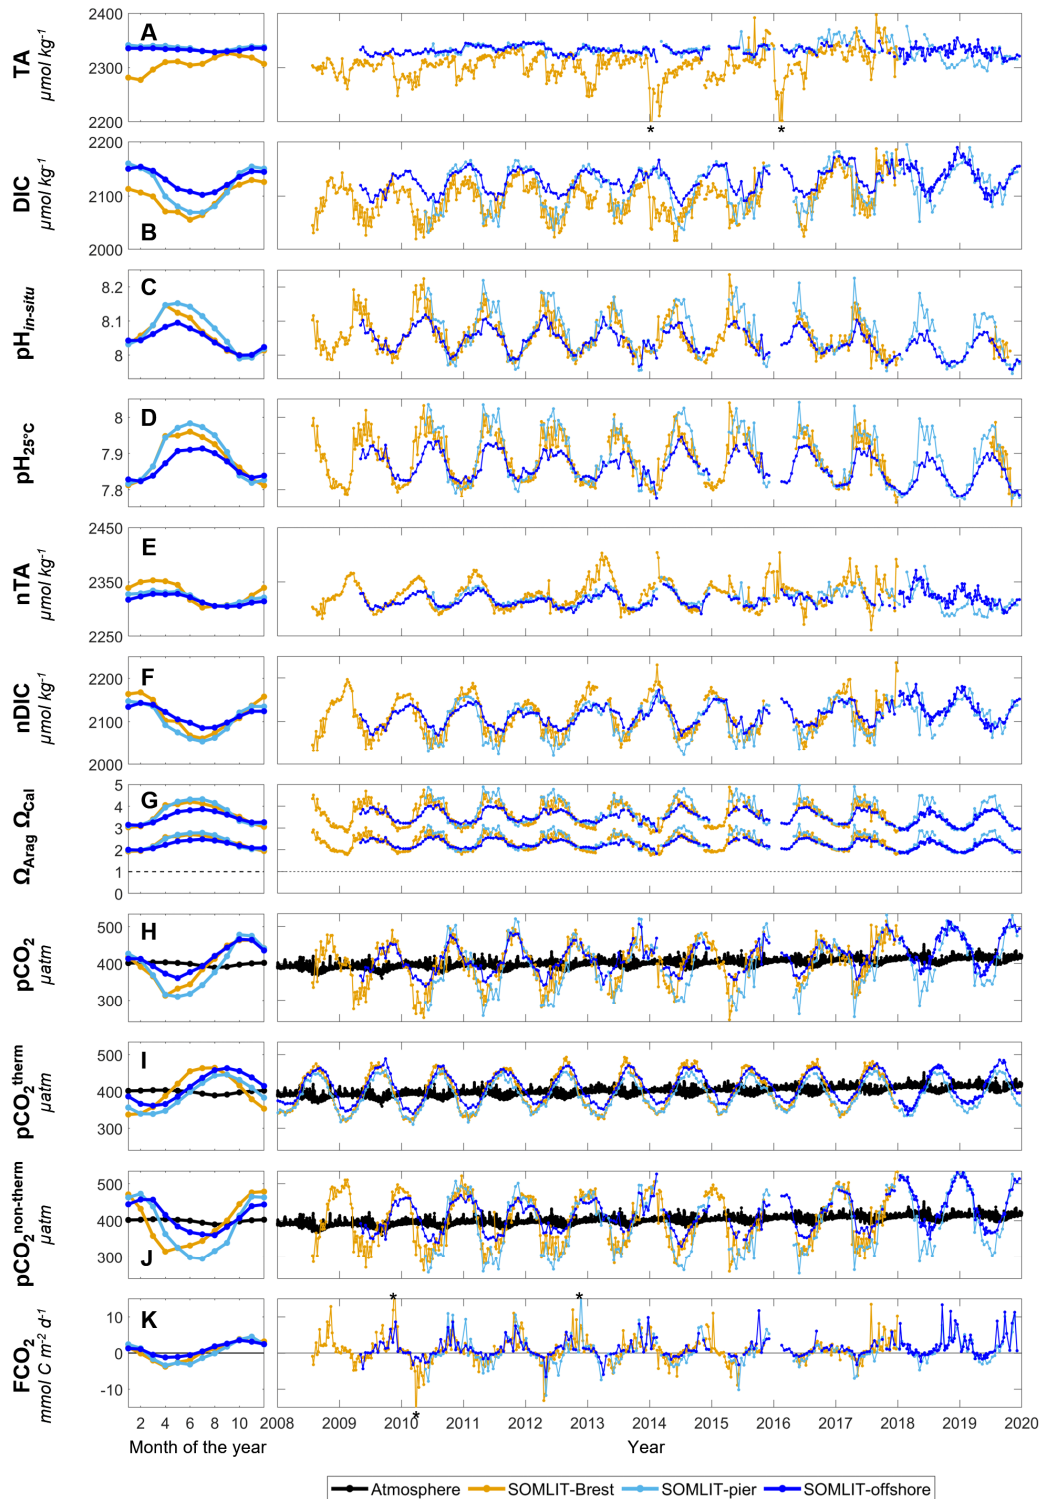 A
TA
µmol kg-1
2400
2300
2200
*
*
B
DIC
µmol kg-1
2200
2100
2000
C
pHin-situ
8.2
8.1
8
D
pH25°C
8
7.9
7.8
E
nTA
µmol kg-1
2450
2350
2250
F
nDIC
µmol kg-1
2200
2100
2000
G
ΩArag ΩCal
5
4
3
2
1
0
H
pCO2
µatm
500
400
300
I
pCO2therm
µatm
500
400
300
J
pCO2non-therm
µatm
500
400
300
K
FCO2
mmol C m-2 d-1
10
0
-10
*
*
*
2 4 6 8 10 12
2008 2009 2010 2011 2012 2013 2014 2015 2016 2017 2018 2019 2020
Month of the year
Year
Atmosphere SOMLIT-Brest SOMLIT-pier SOMLIT-offshore